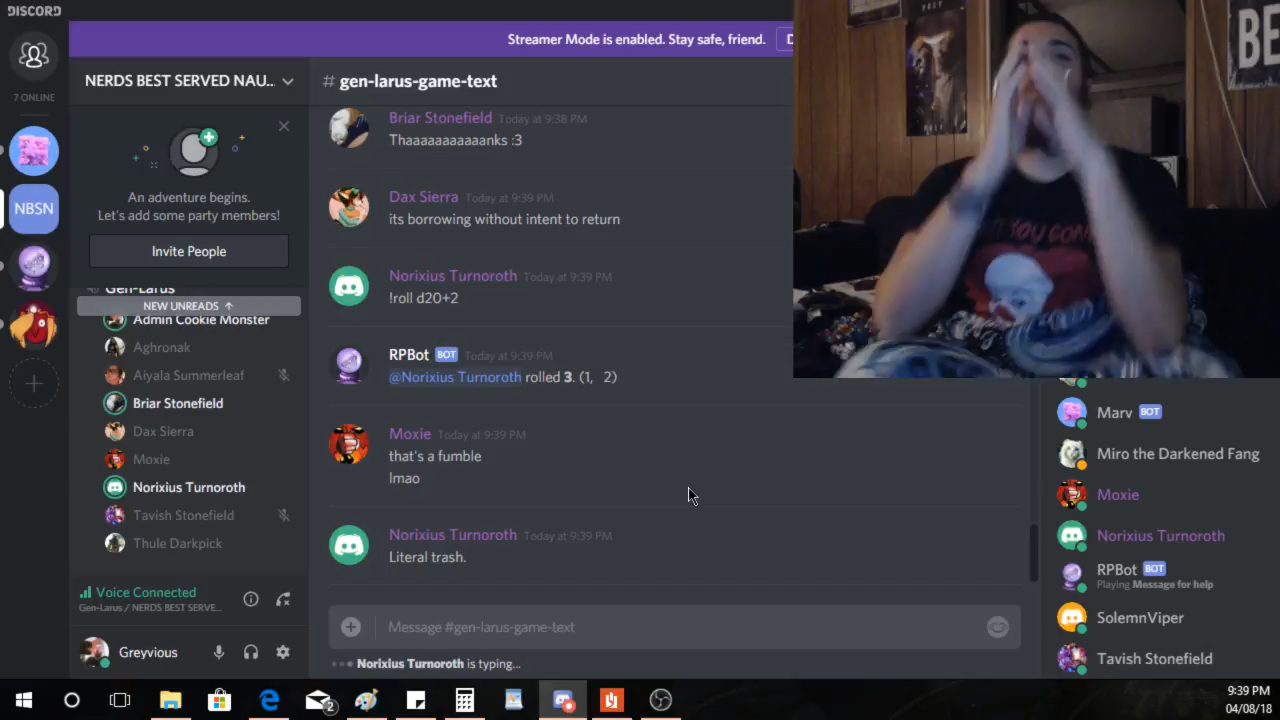 DISCORD
Streamer Mode is enabled. Stay safe, friend.
7 ONLINE
NBSN
NERDS BEST SERVED NAU...
An adventure begins.
Let's add some party members!
Invite People
Gen-Larus
NEW UNREADS ↑
Admin Cookie Monster
Aghronak
Aiyala Summerleaf
Briar Stonefield
Dax Sierra
Moxie
Norixius Turnoroth
Tavish Stonefield
Thule Darkpick
Voice Connected
Gen-Larus / NERDS BEST SERVE...
Greyvious
# gen-larus-game-text
Briar Stonefield Today at 9:38 PM
Thaaaaaaaaaaanks :3
Dax Sierra Today at 9:39 PM
its borrowing without intent to return
Norixius Turnoroth Today at 9:39 PM
!roll d20+2
RPBot BOT Today at 9:39 PM
@Norixius Turnoroth rolled 3. (1, 2)
Moxie Today at 9:39 PM
that's a fumble
lmao
Norixius Turnoroth Today at 9:39 PM
Literal trash.
Message #gen-larus-game-text
Norixius Turnoroth is typing...
PREY
BE
Marv BOT
Miro the Darkened Fang
Moxie
Norixius Turnoroth
RPBot BOT
Playing Message for help
SolemnViper
Tavish Stonefield
2
9:39 PM
04/08/18